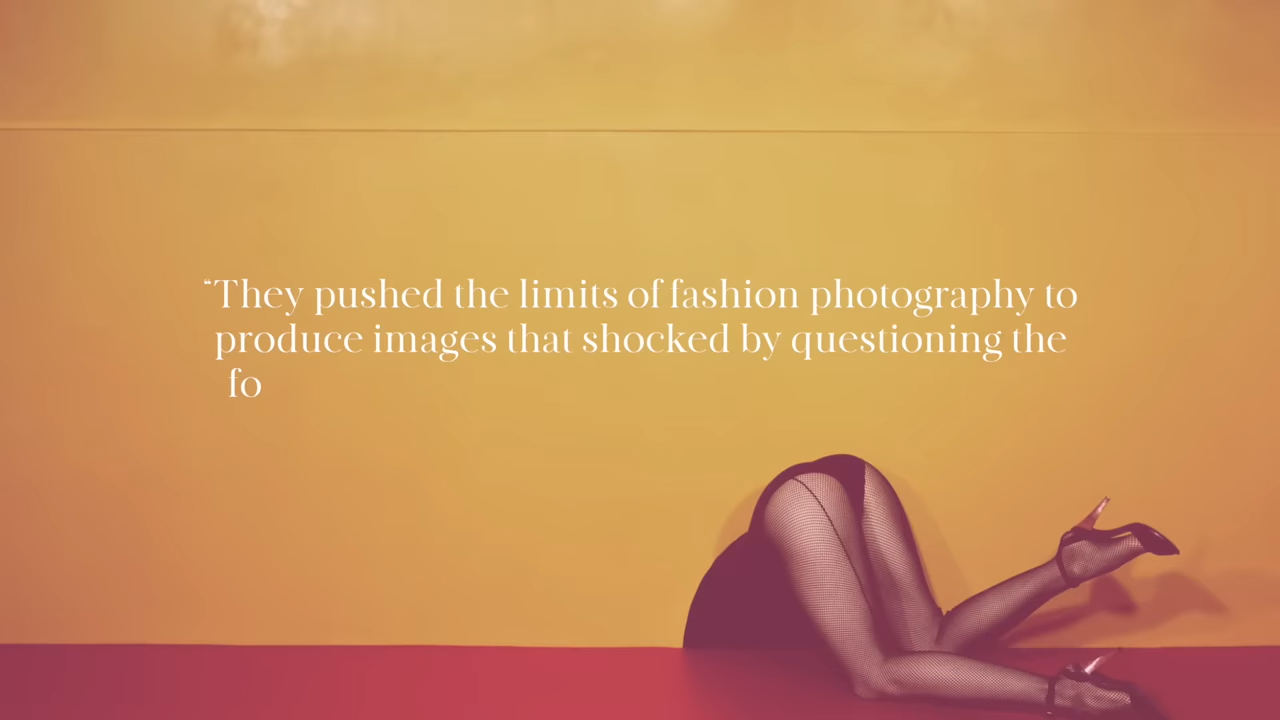 “They pushed the limits of fashion photography to
produce images that shocked by questioning the
fo